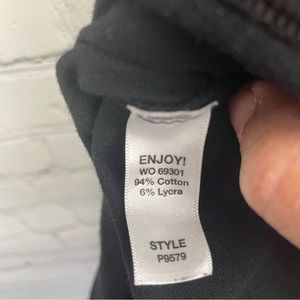 ENJOY!
WO 69301
94% Cotton
6% Lycra
STYLE
P9579